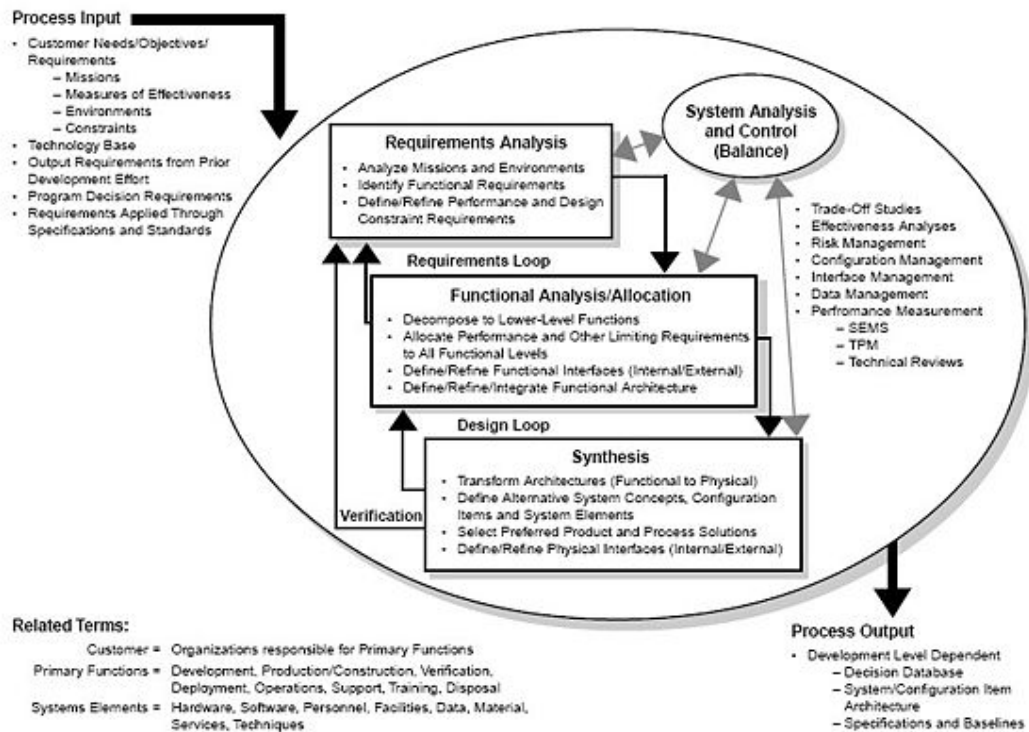 Process Input
• Customer Needs/Objectives/
Requirements
– Missions
– Measures of Effectiveness
– Environments
– Constraints
• Technology Base
• Output Requirements from Prior
Development Effort
• Program Decision Requirements
• Requirements Applied Through
Specifications and Standards
System Analysis
and Control
(Balance)
Requirements Analysis
• Analyze Missions and Environments
• Identify Functional Requirements
• Define/Refine Performance and Design
Constraint Requirements
• Trade-Off Studies
• Effectiveness Analyses
• Risk Management
• Configuration Management
• Interface Management
• Data Management
• Perfromance Measurement
– SEMS
– TPM
– Technical Reviews
Requirements Loop
Functional Analysis/Allocation
• Decompose to Lower-Level Functions
• Allocate Performance and Other Limiting Requirements
to All Functional Levels
• Define/Refine Functional Interfaces (Internal/External)
• Define/Refine/Integrate Functional Architecture
Design Loop
Synthesis
• Transform Architectures (Functional to Physical)
• Define Alternative System Concepts, Configuration
Items and System Elements
• Select Preferred Product and Process Solutions
• Define/Refine Physical Interfaces (Internal/External)
Verification
Related Terms:
Customer = Organizations responsible for Primary Functions
Primary Functions = Development, Production/Construction, Verification,
Deployment, Operations, Support, Training, Disposal
Systems Elements = Hardware, Software, Personnel, Facilities, Data, Material,
Services, Techniques
Process Output
• Development Level Dependent
– Decision Database
– System/Configuration Item
Architecture
– Specifications and Baselines